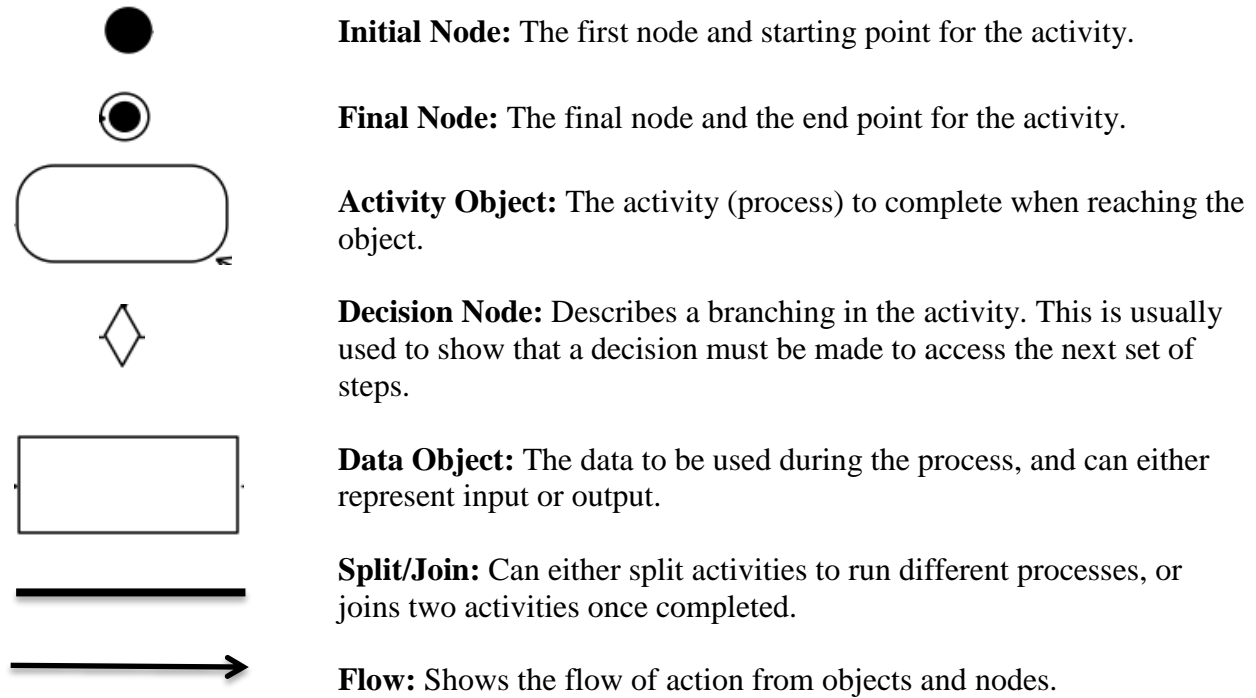 Initial Node: The first node and starting point for the activity.
Final Node: The final node and the end point for the activity.
Activity Object: The activity (process) to complete when reaching the
object.
Decision Node: Describes a branching in the activity. This is usually
used to show that a decision must be made to access the next set of
steps.
Data Object: The data to be used during the process, and can either
represent input or output.
Split/Join: Can either split activities to run different processes, or
joins two activities once completed.
Flow: Shows the flow of action from objects and nodes.